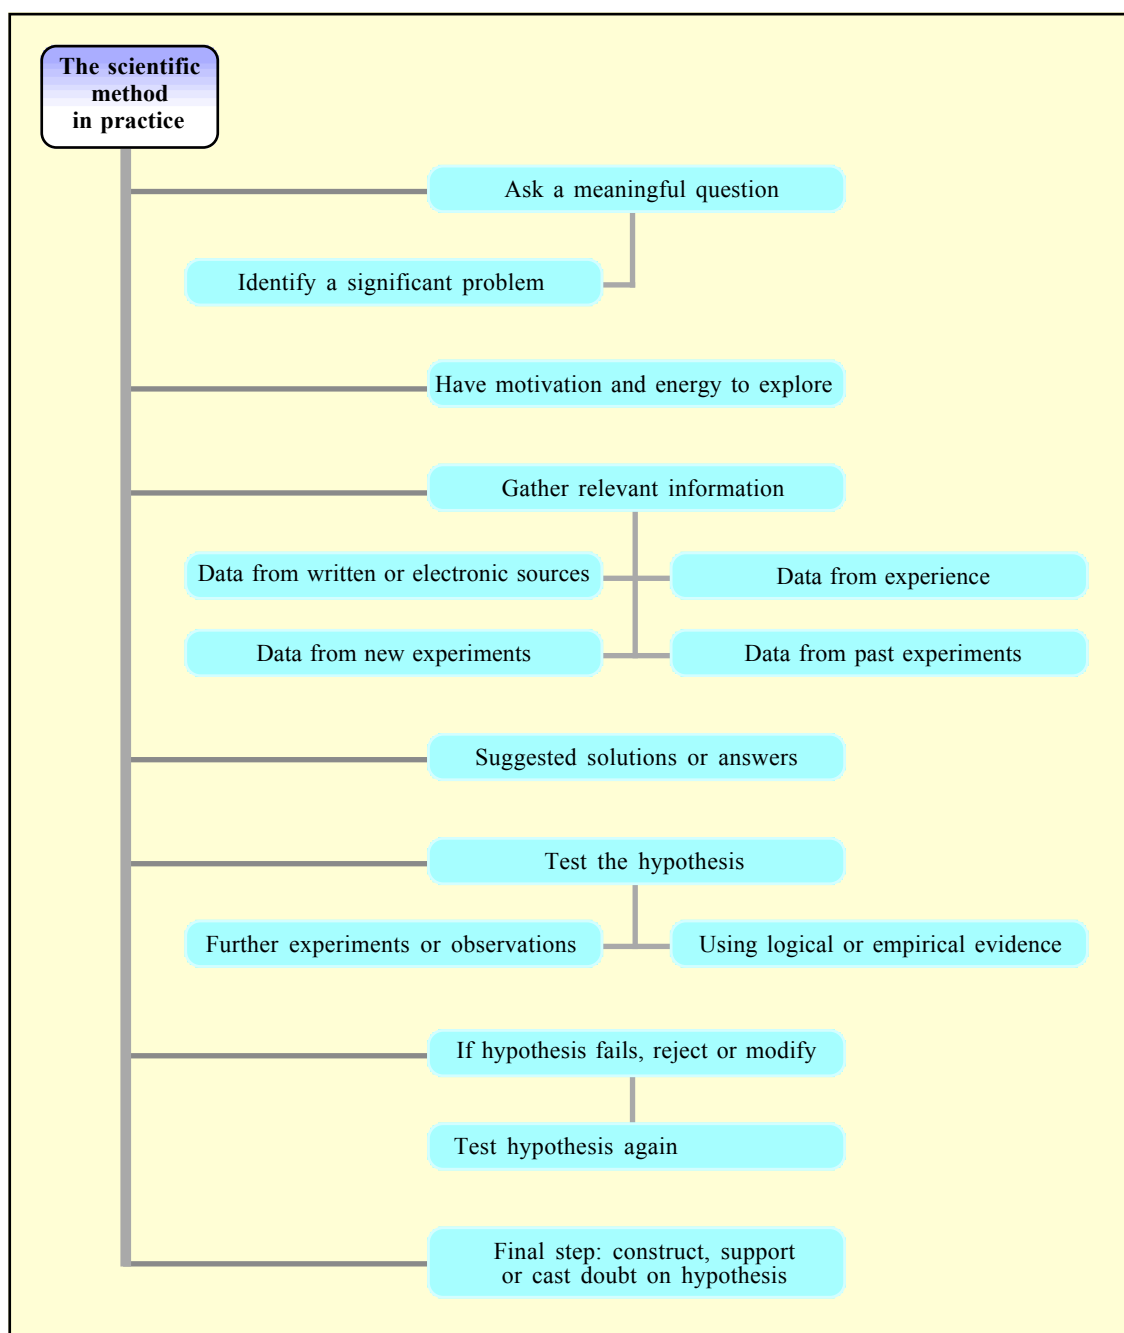 The scientific
method
in practice
Ask a meaningful question
Identify a significant problem
Have motivation and energy to explore
Gather relevant information
Data from written or electronic sources
Data from experience
Data from new experiments
Data from past experiments
Suggested solutions or answers
Test the hypothesis
Further experiments or observations
Using logical or empirical evidence
If hypothesis fails, reject or modify
Test hypothesis again
Final step: construct, support
or cast doubt on hypothesis